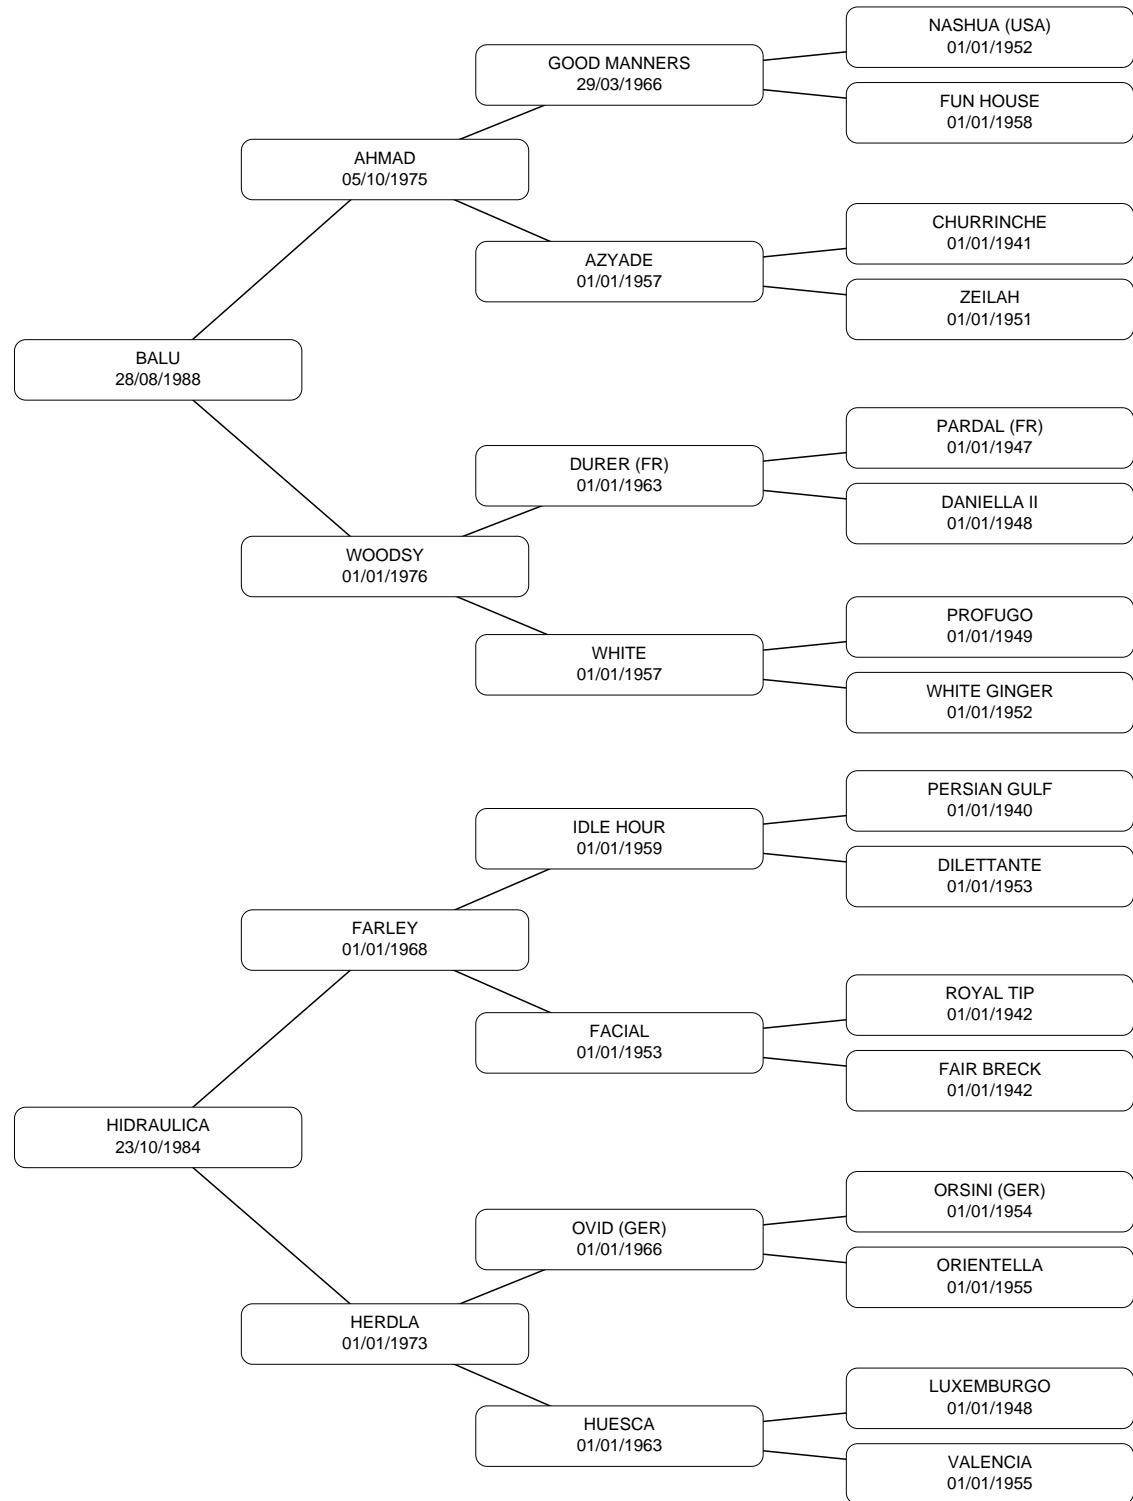 NASHUA (USA)
01/01/1952
GOOD MANNERS
29/03/1966
FUN HOUSE
01/01/1958
AHMAD
05/10/1975
CHURRINCHE
01/01/1941
AZYADE
01/01/1957
ZEILAH
01/01/1951
BALU
28/08/1988
PARDAL (FR)
01/01/1947
DURER (FR)
01/01/1963
DANIELLA II
01/01/1948
WOODSY
01/01/1976
PROFUGO
01/01/1949
WHITE
01/01/1957
WHITE GINGER
01/01/1952
PERSIAN GULF
01/01/1940
IDLE HOUR
01/01/1959
DILETTANTE
01/01/1953
FARLEY
01/01/1968
ROYAL TIP
01/01/1942
FACIAL
01/01/1953
FAIR BRECK
01/01/1942
HIDRAULICA
23/10/1984
ORSINI (GER)
01/01/1954
OVID (GER)
01/01/1966
ORIENTELLA
01/01/1955
HERDLA
01/01/1973
LUXEMBURGO
01/01/1948
HUESCA
01/01/1963
VALENCIA
01/01/1955